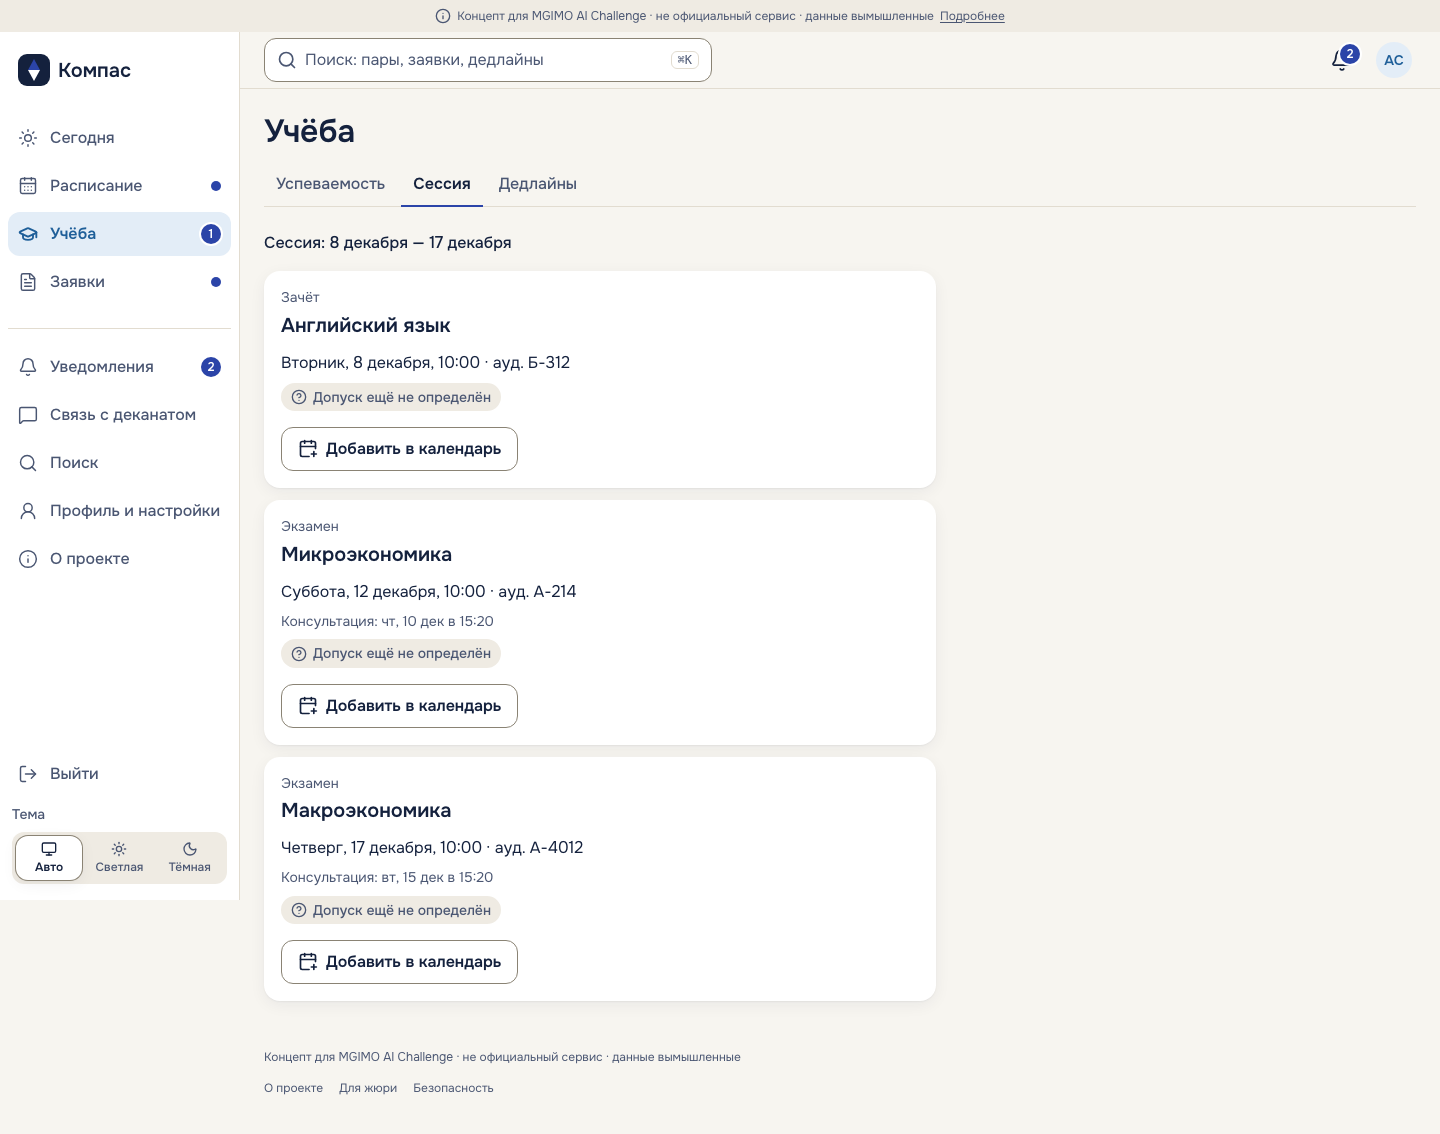 Концепт для MGIMO AI Challenge · не официальный сервис · данные вымышленные Подробнее
Компас
Поиск: пары, заявки, дедлайны
⌘K
2
АС
Сегодня
Расписание
Учёба
1
Заявки
Уведомления
2
Связь с деканатом
Поиск
Профиль и настройки
О проекте
Выйти
Тема
Авто
Светлая
Тёмная
Учёба
Успеваемость
Сессия
Дедлайны
Сессия: 8 декабря — 17 декабря
Зачёт
Английский язык
Вторник, 8 декабря, 10:00 · ауд. Б-312
Допуск ещё не определён
Добавить в календарь
Экзамен
Микроэкономика
Суббота, 12 декабря, 10:00 · ауд. А-214
Консультация: чт, 10 дек в 15:20
Допуск ещё не определён
Добавить в календарь
Экзамен
Макроэкономика
Четверг, 17 декабря, 10:00 · ауд. А-4012
Консультация: вт, 15 дек в 15:20
Допуск ещё не определён
Добавить в календарь
Концепт для MGIMO AI Challenge · не официальный сервис · данные вымышленные
О проекте
Для жюри
Безопасность